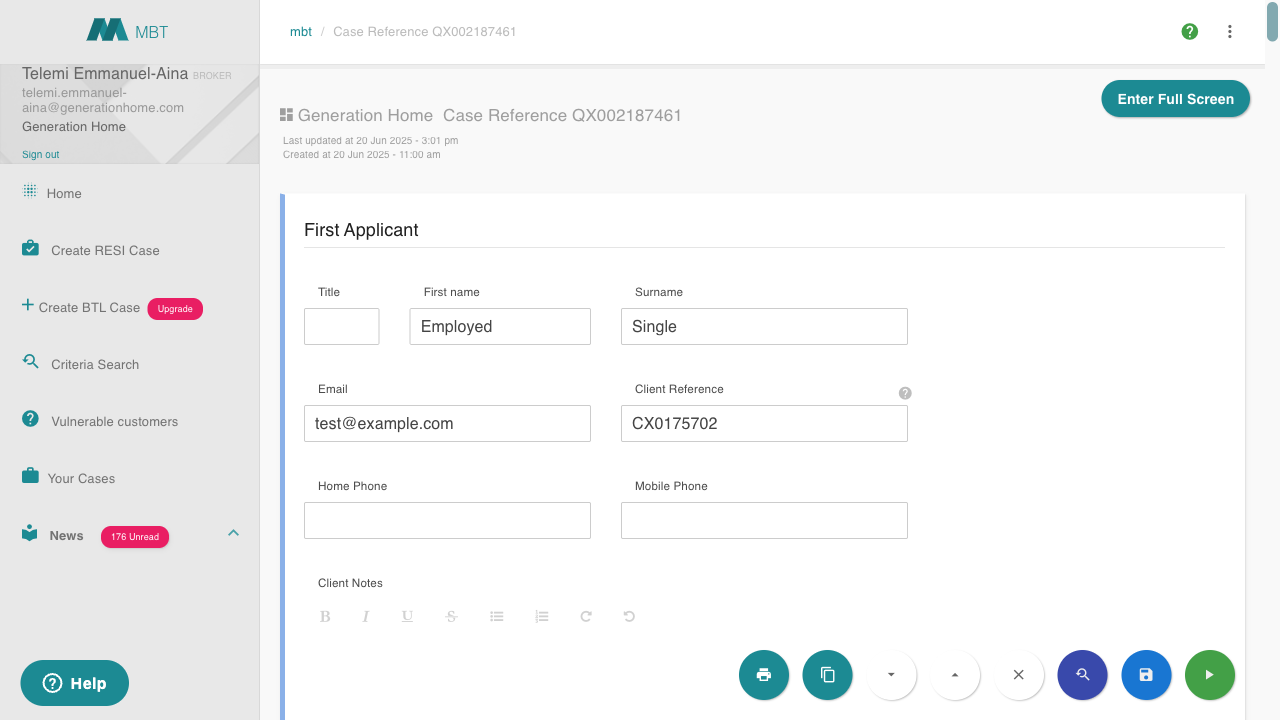 MBT
mbt / Case Reference QX002187461
Telemi Emmanuel-Aina BROKER
telemi.emmanuel-
aina@generationhome.com
Generation Home
Sign out
Home
Create RESI Case
Create BTL Case Upgrade
Criteria Search
Vulnerable customers
Your Cases
News 176 Unread
Help
Enter Full Screen
Generation Home Case Reference QX002187461
Last updated at 20 Jun 2025 - 3:01 pm
Created at 20 Jun 2025 - 11:00 am
First Applicant
Title First name Surname
Employed Single
Email Client Reference
test@example.com CX0175702
Home Phone Mobile Phone
Client Notes
B I U S